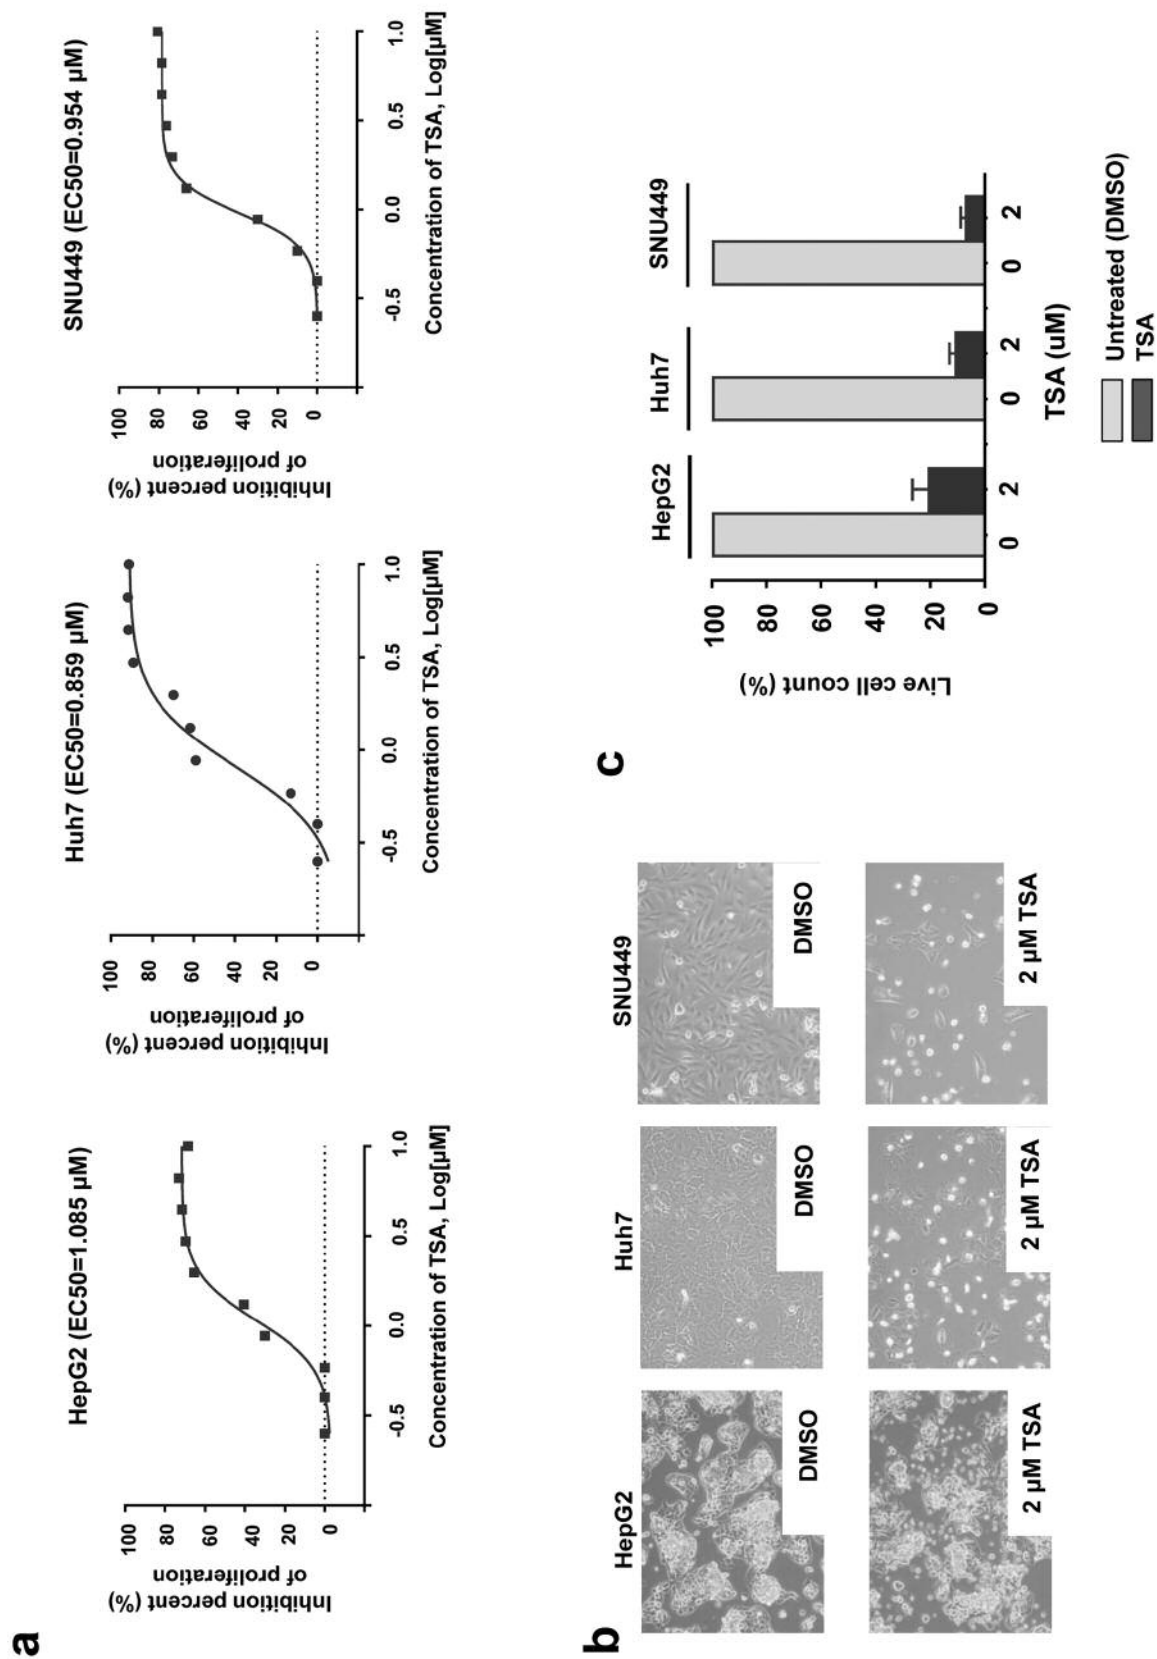 a
HepG2 (EC50=1.085 µM)
Inhibition percent (%)
of proliferation
100
80
60
40
20
0
-0.5
0.0
0.5
1.0
Concentration of TSA, Log[µM]
Huh7 (EC50=0.859 µM)
Inhibition percent (%)
of proliferation
100
80
60
40
20
0
-0.5
0.0
0.5
1.0
Concentration of TSA, Log[µM]
SNU449 (EC50=0.954 µM)
Inhibition percent (%)
of proliferation
100
80
60
40
20
0
-0.5
0.0
0.5
1.0
Concentration of TSA, Log[µM]
b
HepG2
Huh7
SNU449
DMSO
DMSO
DMSO
2 µM TSA
2 µM TSA
2 µM TSA
c
HepG2
Huh7
SNU449
Live cell count (%)
100
80
60
40
20
0
0
2
0
2
0
2
TSA (uM)
Untreated (DMSO)
TSA